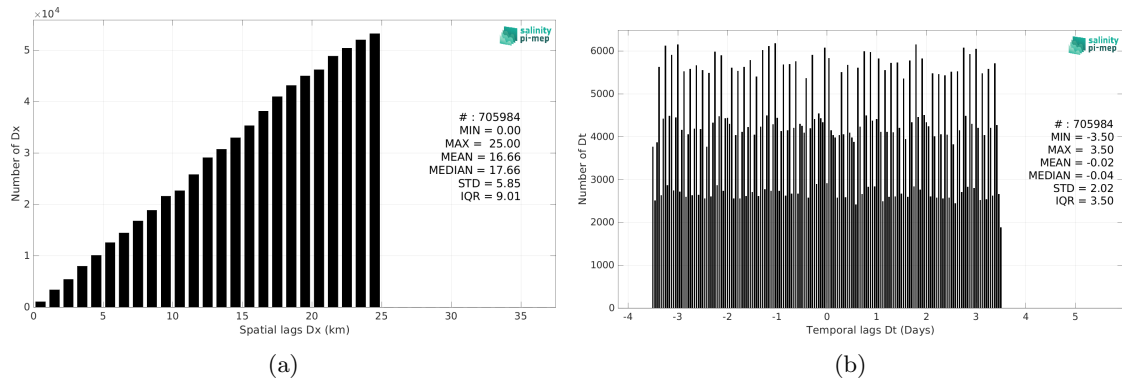 ×10⁴
salinity
pi-mep
5
4
3
2
1
0
Number of Dx
# : 705984
MIN = 0.00
MAX = 25.00
MEAN = 16.66
MEDIAN = 17.66
STD = 5.85
IQR = 9.01
0 5 10 15 20 25 30 35
Spatial lags Dx (km)
(a)
salinity
pi-mep
6000
5000
4000
3000
2000
1000
0
Number of Dt
# : 705984
MIN = -3.50
MAX = 3.50
MEAN = -0.02
MEDIAN = -0.04
STD = 2.02
IQR = 3.50
-4 -3 -2 -1 0 1 2 3 4 5
Temporal lags Dt (Days)
(b)